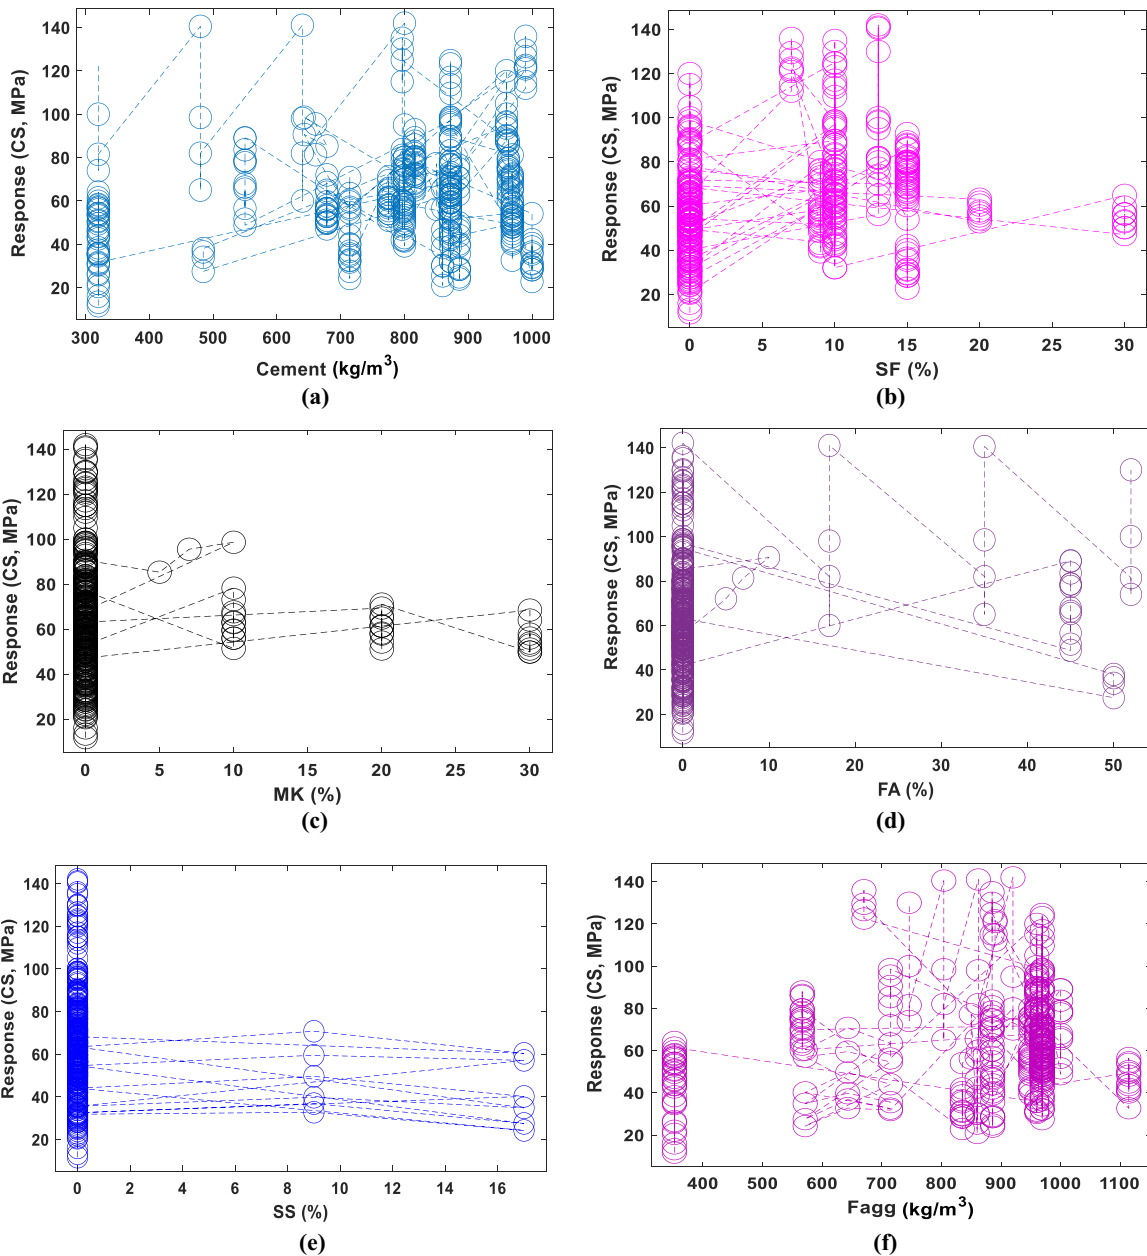 Response (CS, MPa)
140
120
100
80
60
40
20
300 400 500 600 700 800 900 1000
Cement (kg/m³)
(a)
Response (CS, MPa)
140
120
100
80
60
40
20
0 5 10 15 20 25 30
SF (%)
(b)
Response (CS, MPa)
140
120
100
80
60
40
20
0 5 10 15 20 25 30
MK (%)
(c)
Response (CS, MPa)
140
120
100
80
60
40
20
0 10 20 30 40 50
FA (%)
(d)
Response (CS, MPa)
140
120
100
80
60
40
20
0 2 4 6 8 10 12 14 16
SS (%)
(e)
Response (CS, MPa)
140
120
100
80
60
40
20
400 500 600 700 800 900 1000 1100
Fagg (kg/m³)
(f)